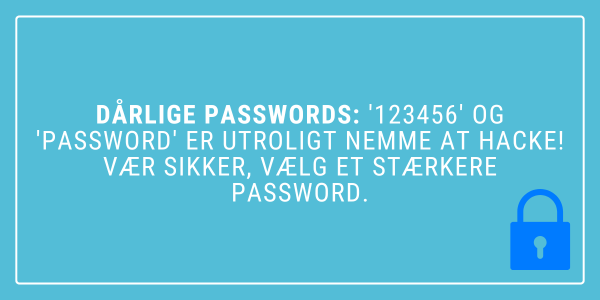 DÅRLIGE PASSWORDS: '123456' OG
'PASSWORD' ER UTROLIGT NEMME AT HACKE!
VÆR SIKKER, VÆLG ET STÆRKERE
PASSWORD.